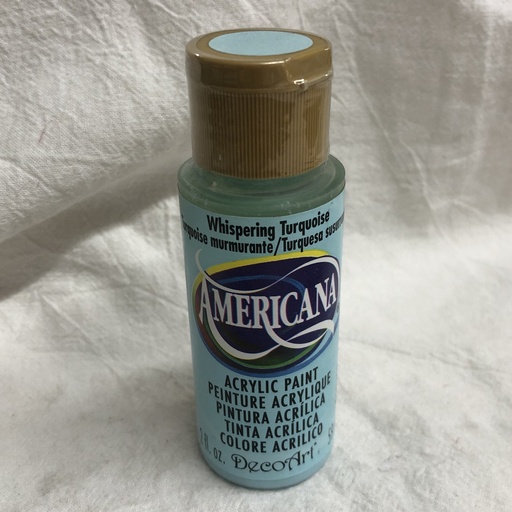 Whispering Turquoise
Turquoise murmurante/Turquesa
AMERICANA
ACRYLIC PAINT
PEINTURE ACRYLIQUE
PINTURA ACRÍLICA
TINTA ACRÍLICA
COLORE ACRILICO
FL. OZ. DecoArt